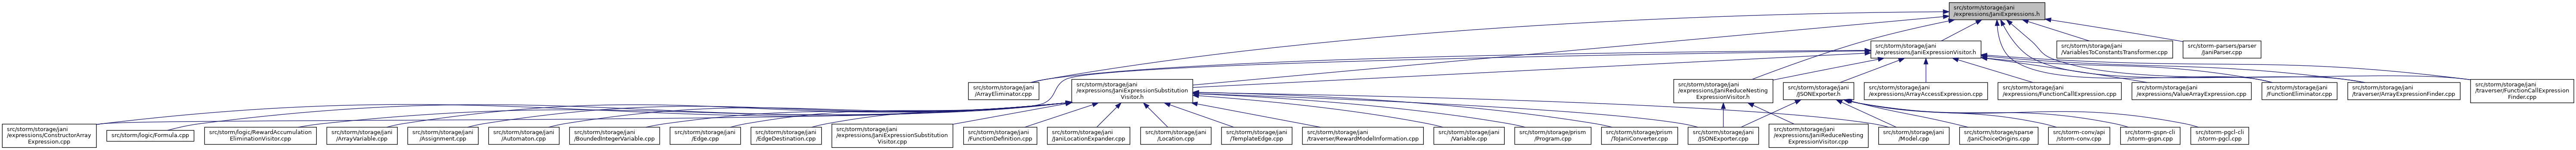 src/storm/storage/jani
/expressions/JaniExpressions.h
src/storm/storage/jani
/expressions/JaniExpressionVisitor.h
src/storm/storage/jani
/VariablesToConstantsTransformer.cpp
src/storm-parsers/parser
/JaniParser.cpp
src/storm/storage/jani
/ArrayEliminator.cpp
src/storm/storage/jani
/expressions/JaniExpressionSubstitution
Visitor.h
src/storm/storage/jani
/expressions/JaniReduceNesting
ExpressionVisitor.h
src/storm/storage/jani
/JSONExporter.h
src/storm/storage/jani
/expressions/ArrayAccessExpression.cpp
src/storm/storage/jani
/expressions/FunctionCallExpression.cpp
src/storm/storage/jani
/expressions/ValueArrayExpression.cpp
src/storm/storage/jani
/FunctionEliminator.cpp
src/storm/storage/jani
/traverser/ArrayExpressionFinder.cpp
src/storm/storage/jani
/traverser/FunctionCallExpression
Finder.cpp
src/storm/storage/jani
/expressions/ConstructorArray
Expression.cpp
src/storm/logic/Formula.cpp
src/storm/logic/RewardAccumulation
EliminationVisitor.cpp
src/storm/storage/jani
/ArrayVariable.cpp
src/storm/storage/jani
/Assignment.cpp
src/storm/storage/jani
/Automaton.cpp
src/storm/storage/jani
/BoundedIntegerVariable.cpp
src/storm/storage/jani
/Edge.cpp
src/storm/storage/jani
/EdgeDestination.cpp
src/storm/storage/jani
/expressions/JaniExpressionSubstitution
Visitor.cpp
src/storm/storage/jani
/FunctionDefinition.cpp
src/storm/storage/jani
/JaniLocationExpander.cpp
src/storm/storage/jani
/Location.cpp
src/storm/storage/jani
/TemplateEdge.cpp
src/storm/storage/jani
/traverser/RewardModelInformation.cpp
src/storm/storage/jani
/Variable.cpp
src/storm/storage/prism
/Program.cpp
src/storm/storage/prism
/ToJaniConverter.cpp
src/storm/storage/jani
/JSONExporter.cpp
src/storm/storage/jani
/expressions/JaniReduceNesting
ExpressionVisitor.cpp
src/storm/storage/jani
/Model.cpp
src/storm/storage/sparse
/JaniChoiceOrigins.cpp
src/storm-conv/api
/storm-conv.cpp
src/storm-gspn-cli
/storm-gspn.cpp
src/storm-pgcl-cli
/storm-pgcl.cpp